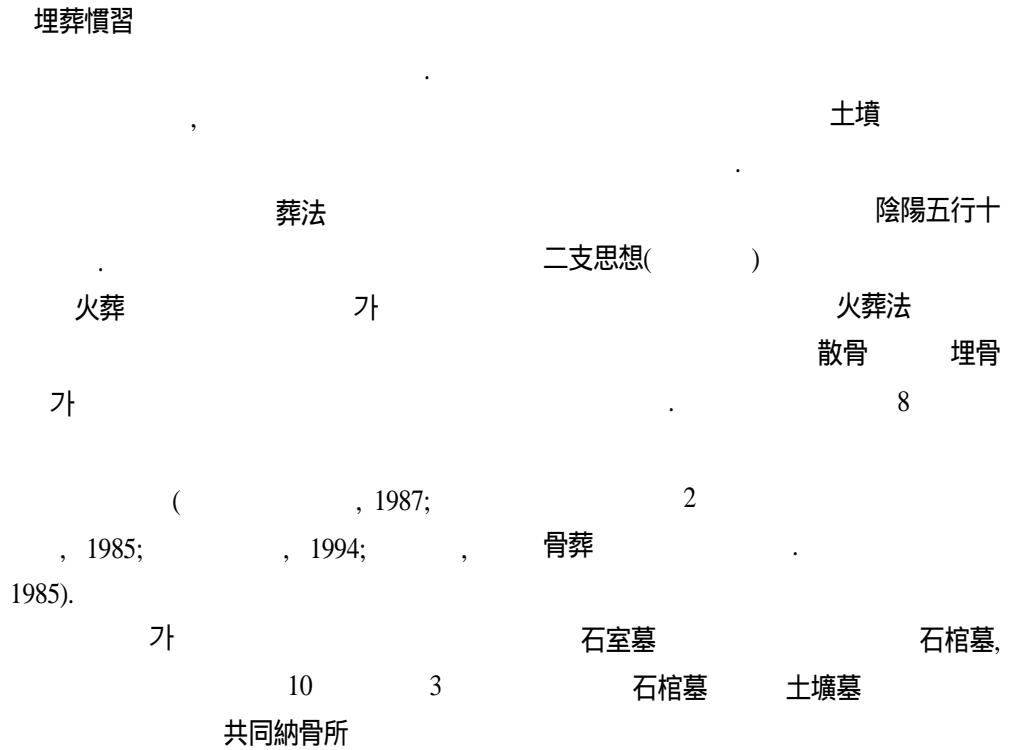 埋葬慣習
.
,
葬法
.
火葬 가
가
( , 1987;
, 1985; , 1994; ,
1985).
가
10 3
共同納骨所
土墳
.
陰陽五行十
二支思想( )
火葬法
散骨 埋骨
. 8
2
骨葬 .
石室墓 石棺墓,
石棺墓 土壙墓